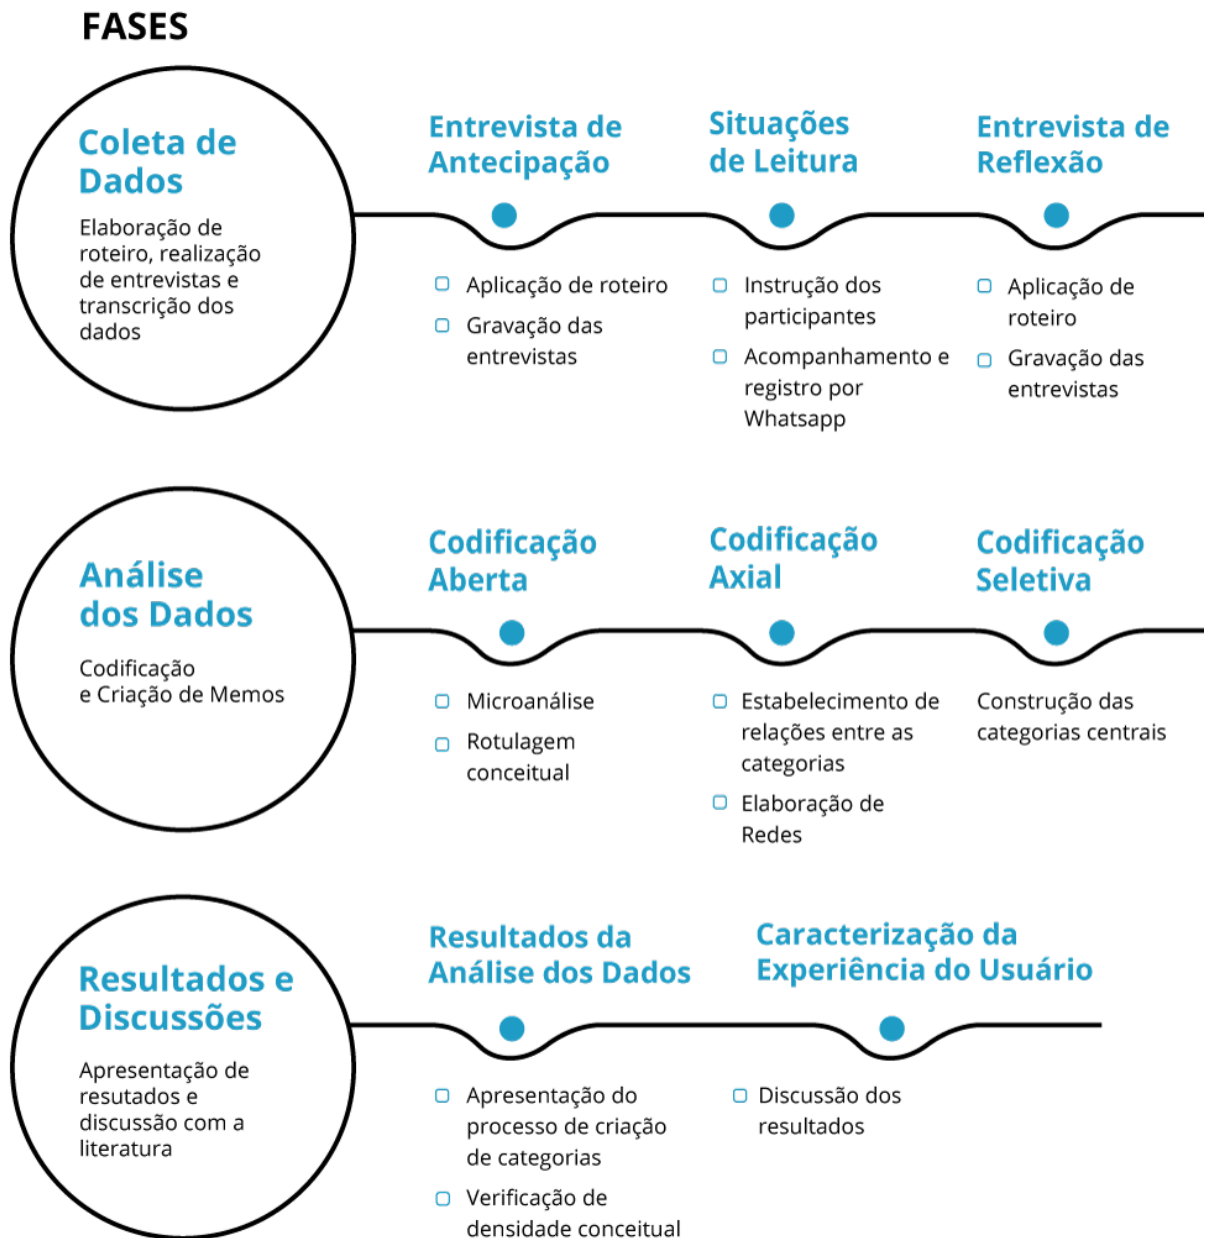 FASES
Coleta de
Dados
Elaboração de
roteiro, realização
de entrevistas e
transcrição dos
dados
Entrevista de
Antecipação
Aplicação de roteiro
Gravação das
entrevistas
Situações
de Leitura
Instrução dos
participantes
Acompanhamento e
registro por
Whatsapp
Entrevista de
Reflexão
Aplicação de
roteiro
Gravação das
entrevistas
Análise
dos Dados
Codificação
e Criação de Memos
Codificação
Aberta
Microanálise
Rotulagem
conceitual
Codificação
Axial
Estabelecimento de
relações entre as
categorias
Elaboração de
Redes
Codificação
Seletiva
Construção das
categorias centrais
Resultados e
Discussões
Apresentação de
resutados e
discussão com a
literatura
Resultados da
Análise dos Dados
Apresentação do
processo de criação
de categorias
Verificação de
densidade conceitual
Caracterização da
Experiência do Usuário
Discussão dos
resultados